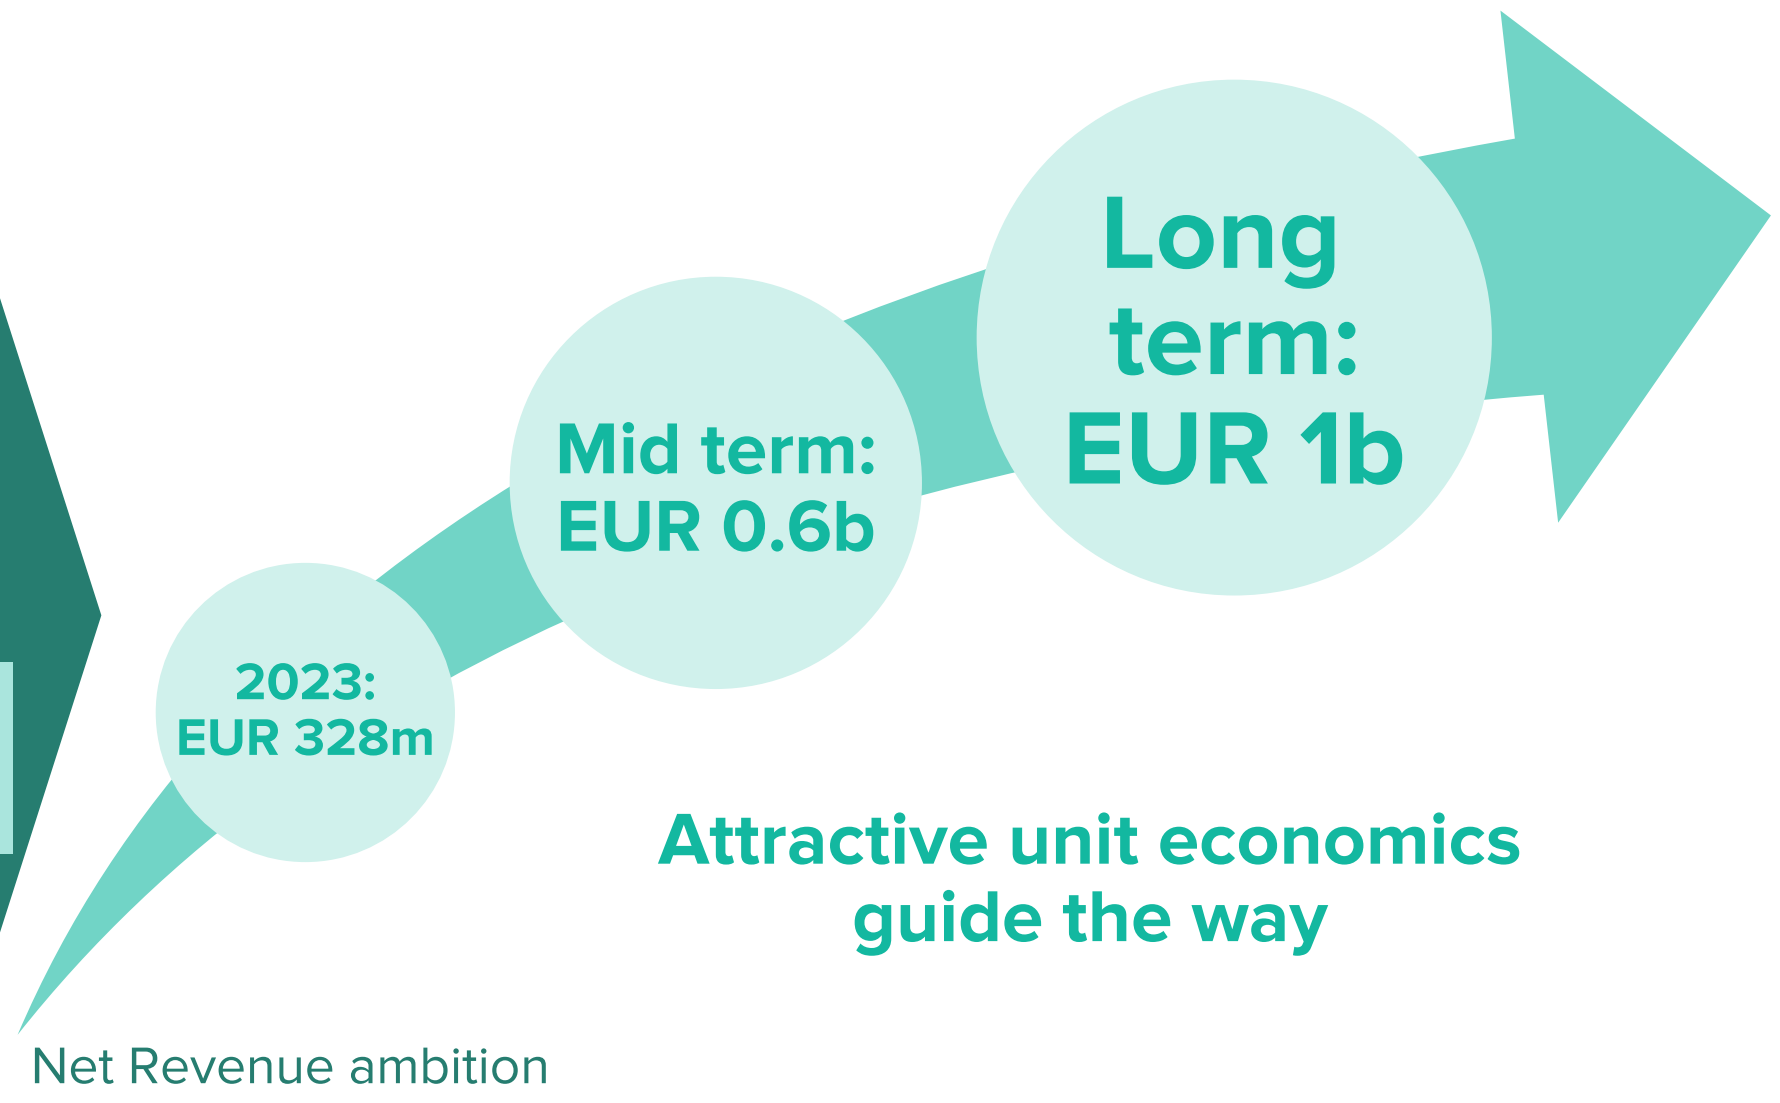 2023:
EUR 328m
Mid term:
EUR 0.6b
Long
term:
EUR 1b
Attractive unit economics
guide the way
Net Revenue ambition